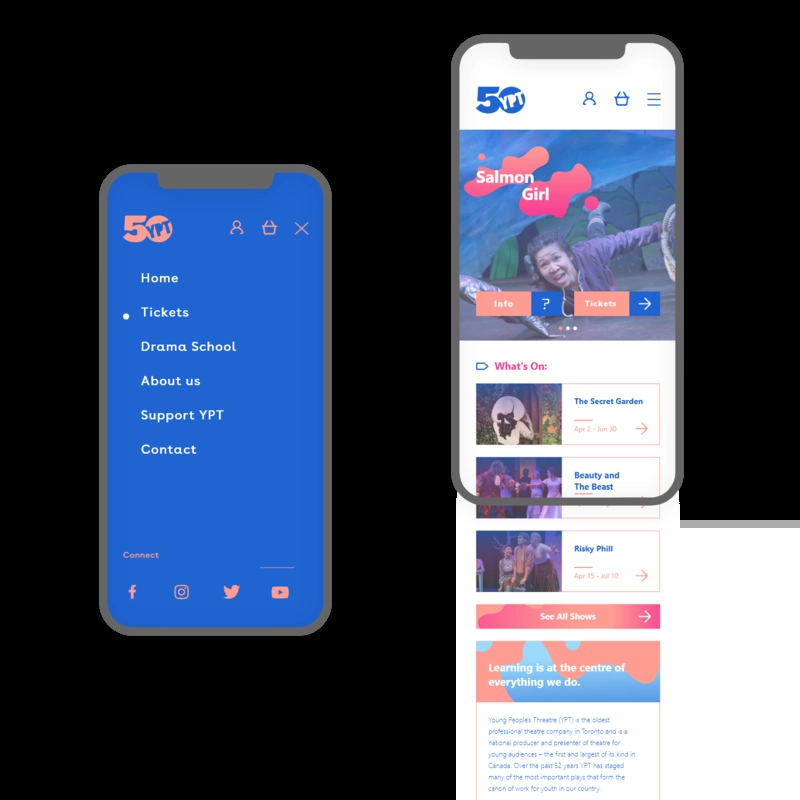 50 YPT
Home
Tickets
Drama School
About us
Support YPT
Contact
Connect
50 YPT
Salmon
Girl
Info ? Tickets
What's On:
The Secret Garden
Apr 2 - Jun 30
Beauty and
The Beast
Risky Phill
Apr 15 - Jul 10
See All Shows
Learning is at the centre of
everything we do.
Young People's Threatre (YPT) is the oldest
professional theatre company in Toronto and is a
national producer and presenter of theatre for
young audiences – the first and largest of its kind in
Canada. Over the past 52 years YPT has staged
many of the most important plays that form the
canon of work for youth in our country.